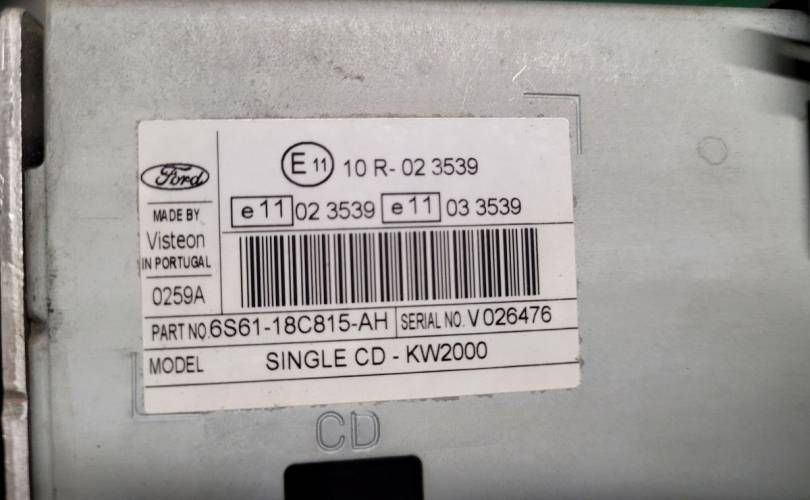 E 11 10 R- 02 3539
Ford
e 11 02 3539 e 11 03 3539
MADE BY
Visteon
IN PORTUGAL
0259A
PART NO. 6S61-18C815-AH SERIAL NO. V026476
MODEL SINGLE CD - KW2000
CD